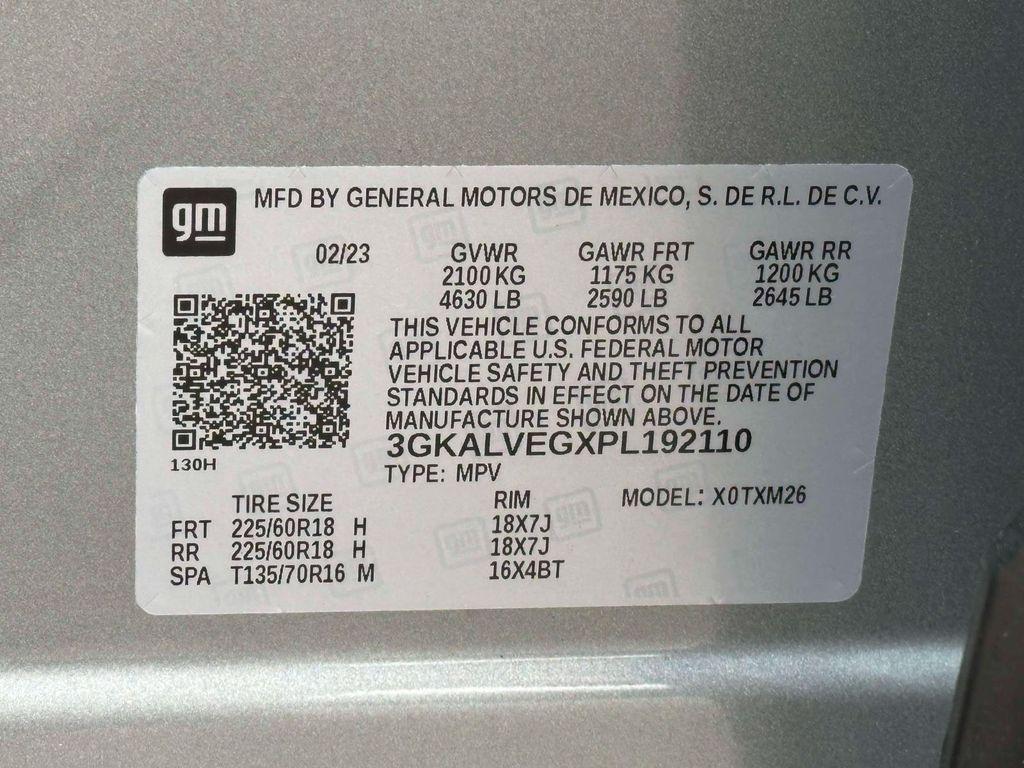 gm MFD BY GENERAL MOTORS DE MEXICO, S. DE R.L. DE C.V.
02/23 GVWR GAWR FRT GAWR RR
2100 KG 1175 KG 1200 KG
4630 LB 2590 LB 2645 LB
THIS VEHICLE CONFORMS TO ALL
APPLICABLE U.S. FEDERAL MOTOR
VEHICLE SAFETY AND THEFT PREVENTION
STANDARDS IN EFFECT ON THE DATE OF
MANUFACTURE SHOWN ABOVE.
3GKALVEGXPL192110
130H
TYPE: MPV
TIRE SIZE RIM MODEL: X0TXM26
FRT 225/60R18 H 18X7J
RR 225/60R18 H 18X7J
SPA T135/70R16 M 16X4BT